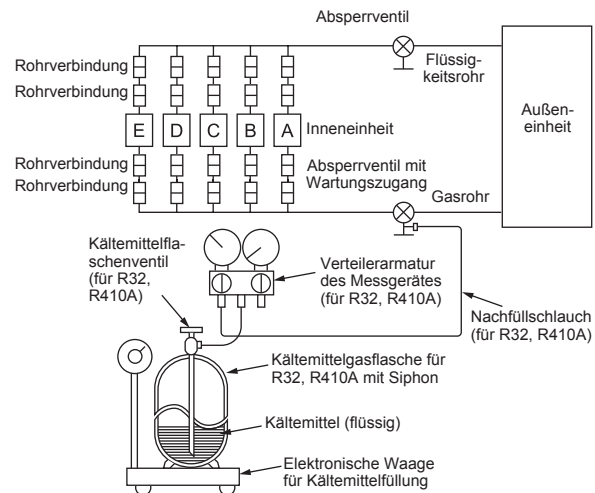 Absperrventil
Rohrverbindung
Flüssig-
keitsrohr
Rohrverbindung
Außen-
einheit
E
D
C
B
A
Inneneinheit
Rohrverbindung
Absperrventil mit
Wartungszugang
Rohrverbindung
Gasrohr
Kältemittelfla-
schenventil
(für R32,
R410A)
Verteilerarmatur
des Messgerätes
(für R32, R410A)
Nachfüllschlauch
(für R32, R410A)
Kältemittelgasflasche für
R32, R410A mit Siphon
Kältemittel (flüssig)
Elektronische Waage
für Kältemittelfüllung